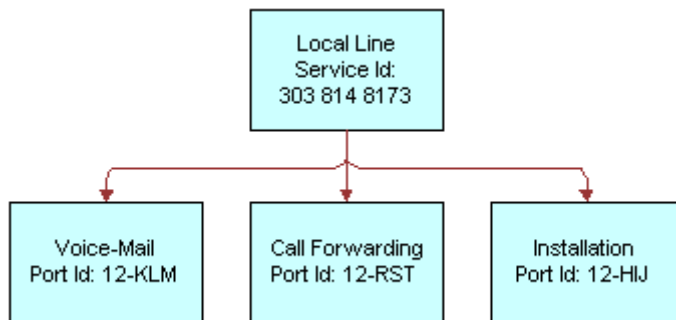 Local Line
Service Id:
303 814 8173
Voice-Mail
Port Id: 12-KLM
Call Forwarding
Port Id: 12-RST
Installation
Port Id: 12-HIJ